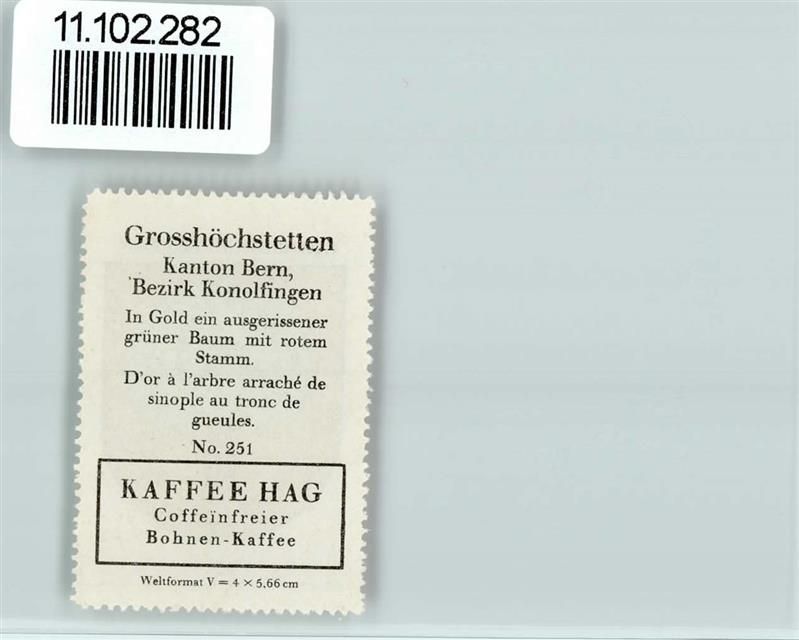 11.102.282
Grosshöchstetten
Kanton Bern,
Bezirk Konolfingen
In Gold ein ausgerissener
grüner Baum mit rotem
Stamm.
D'or à l'arbre arraché de
sinople au tronc de
gueules.
No. 251
KAFFEE HAG
Coffeïnfreier
Bohnen-Kaffee
Weltformat V = 4 × 5,66 cm